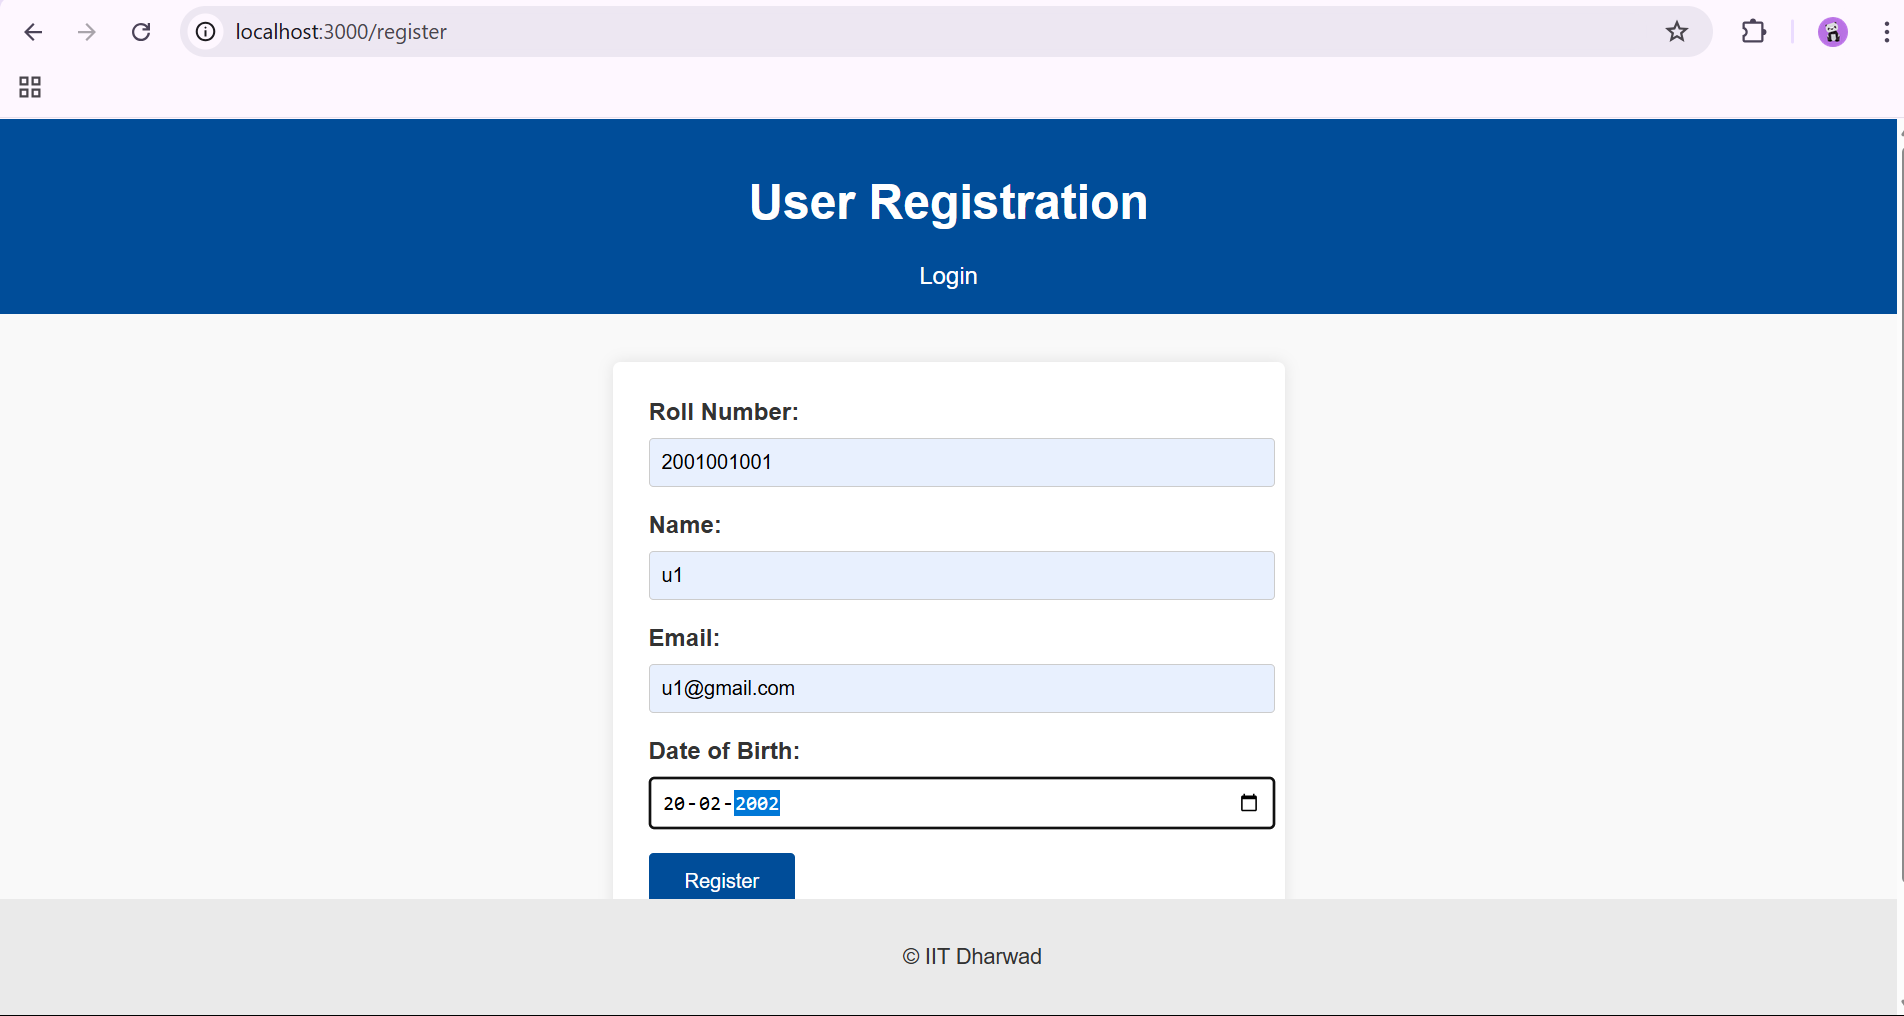 localhost:3000/register
User Registration
Login
Roll Number:
2001001001
Name:
u1
Email:
u1@gmail.com
Date of Birth:
20-02-2002
Register
© IIT Dharwad